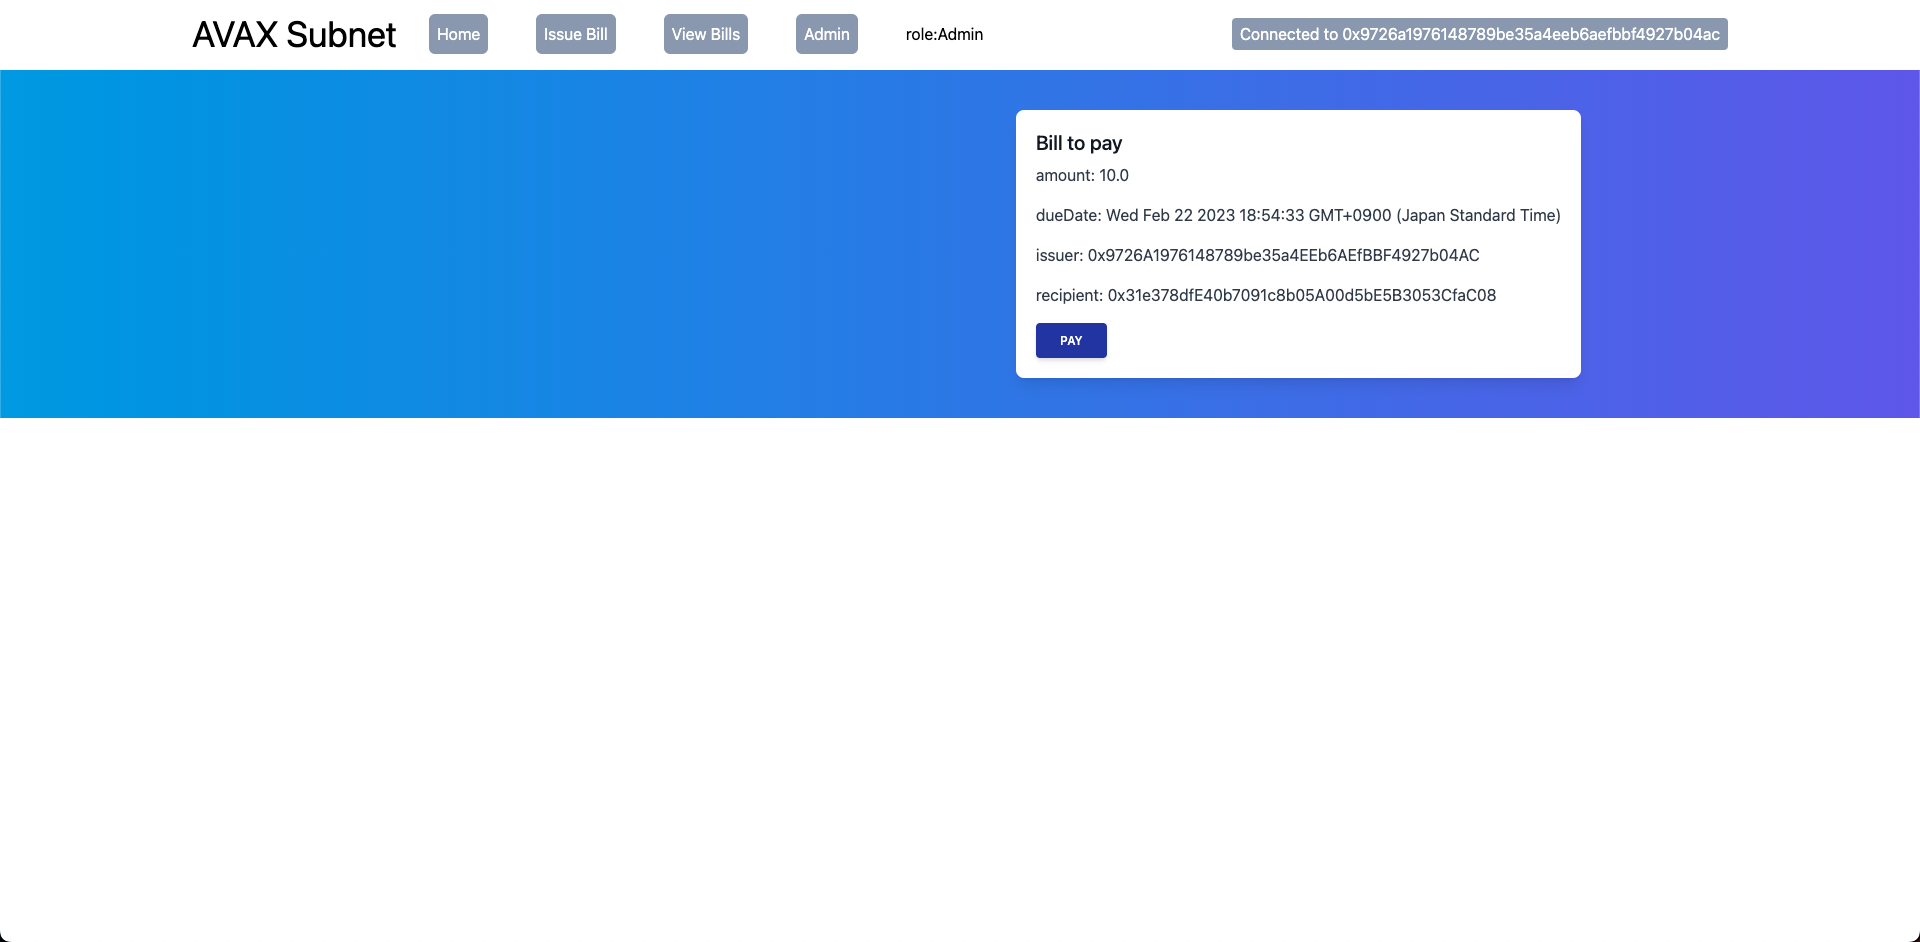 AVAX Subnet
Home
Issue Bill
View Bills
Admin
role:Admin
Connected to 0x9726a1976148789be35a4eeb6aefbbf4927b04ac
Bill to pay
amount: 10.0
dueDate: Wed Feb 22 2023 18:54:33 GMT+0900 (Japan Standard Time)
issuer: 0x9726A1976148789be35a4EEb6AEfBBF4927b04AC
recipient: 0x31e378dfE40b7091c8b05A00d5bE5B3053CfaC08
PAY